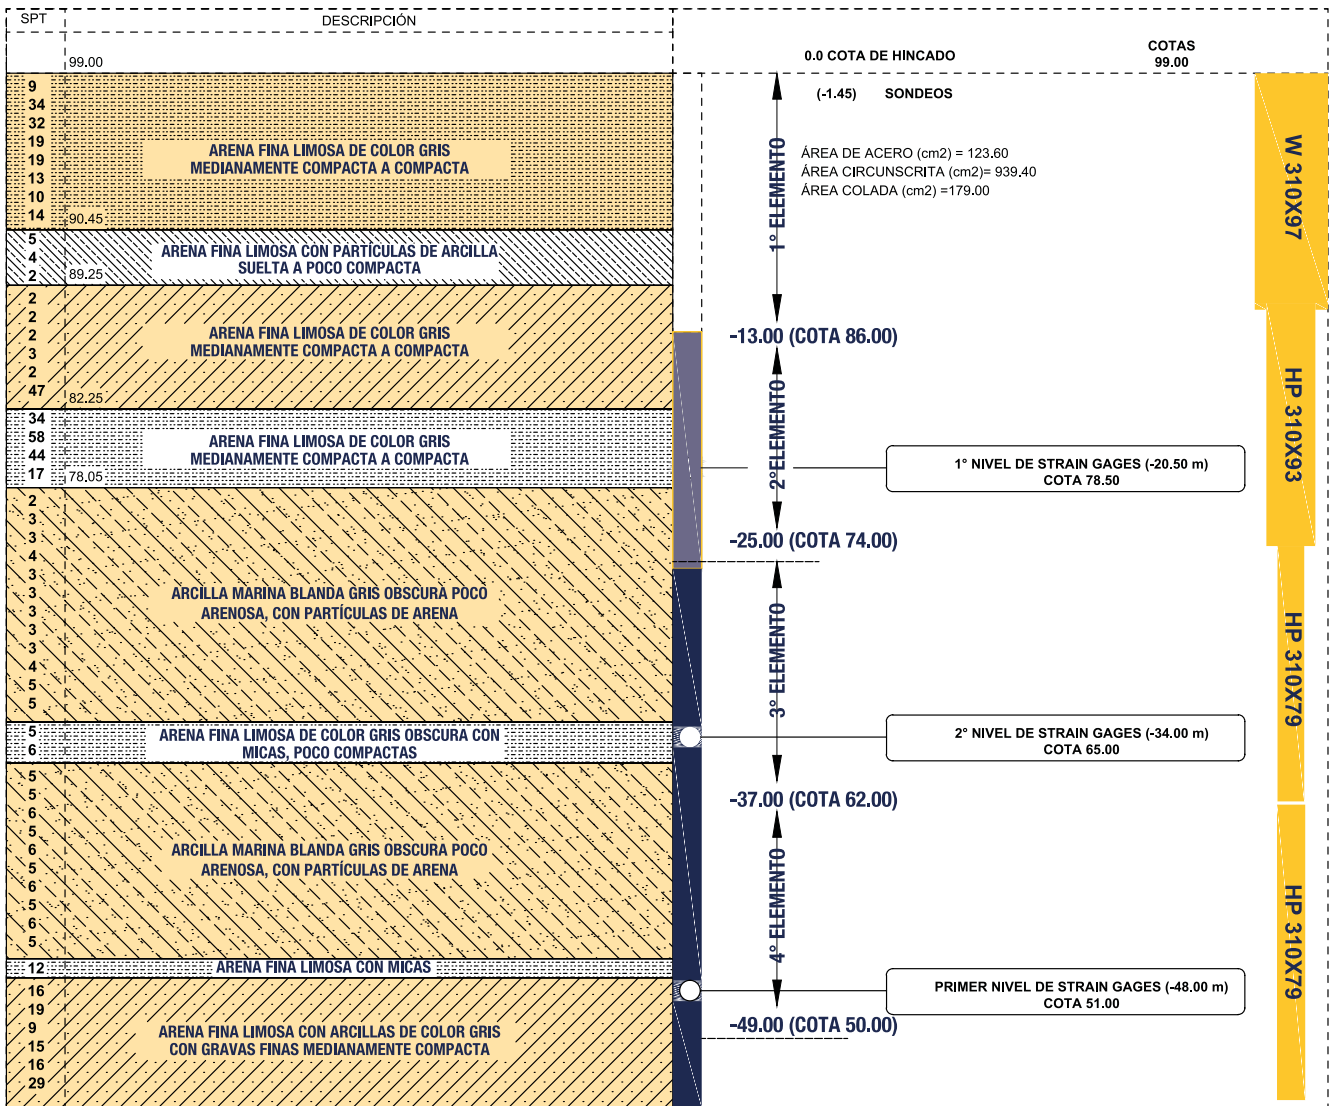 SPT
DESCRIPCIÓN
99.00
0.0 COTA DE HINCADO
COTAS
99.00
(-1.45) SONDEOS
ÁREA DE ACERO (cm2) = 123.60
ÁREA CIRCUNSCRITA (cm2)= 939.40
ÁREA COLADA (cm2) =179.00
9
34
32
19
19
13
10
14
ARENA FINA LIMOSA DE COLOR GRIS
MEDIANAMENTE COMPACTA A COMPACTA
90.45
5
4
2
ARENA FINA LIMOSA CON PARTÍCULAS DE ARCILLA
SUELTA A POCO COMPACTA
89.25
2
2
2
3
2
47
ARENA FINA LIMOSA DE COLOR GRIS
MEDIANAMENTE COMPACTA A COMPACTA
82.25
34
58
44
17
ARENA FINA LIMOSA DE COLOR GRIS
MEDIANAMENTE COMPACTA A COMPACTA
78.05
2
3
3
4
3
3
3
3
3
4
5
5
ARCILLA MARINA BLANDA GRIS OBSCURA POCO
ARENOSA, CON PARTÍCULAS DE ARENA
5
6
ARENA FINA LIMOSA DE COLOR GRIS OBSCURA CON
MICAS, POCO COMPACTAS
5
5
6
5
6
5
6
5
6
5
ARCILLA MARINA BLANDA GRIS OBSCURA POCO
ARENOSA, CON PARTÍCULAS DE ARENA
12
ARENA FINA LIMOSA CON MICAS
16
19
9
15
16
29
ARENA FINA LIMOSA CON ARCILLAS DE COLOR GRIS
CON GRAVAS FINAS MEDIANAMENTE COMPACTA
1° ELEMENTO
-13.00 (COTA 86.00)
2°ELEMENTO
-25.00 (COTA 74.00)
3° ELEMENTO
-37.00 (COTA 62.00)
4° ELEMENTO
-49.00 (COTA 50.00)
1° NIVEL DE STRAIN GAGES (-20.50 m)
COTA 78.50
2° NIVEL DE STRAIN GAGES (-34.00 m)
COTA 65.00
PRIMER NIVEL DE STRAIN GAGES (-48.00 m)
COTA 51.00
W 310X97
HP 310X93
HP 310X79
HP 310X79